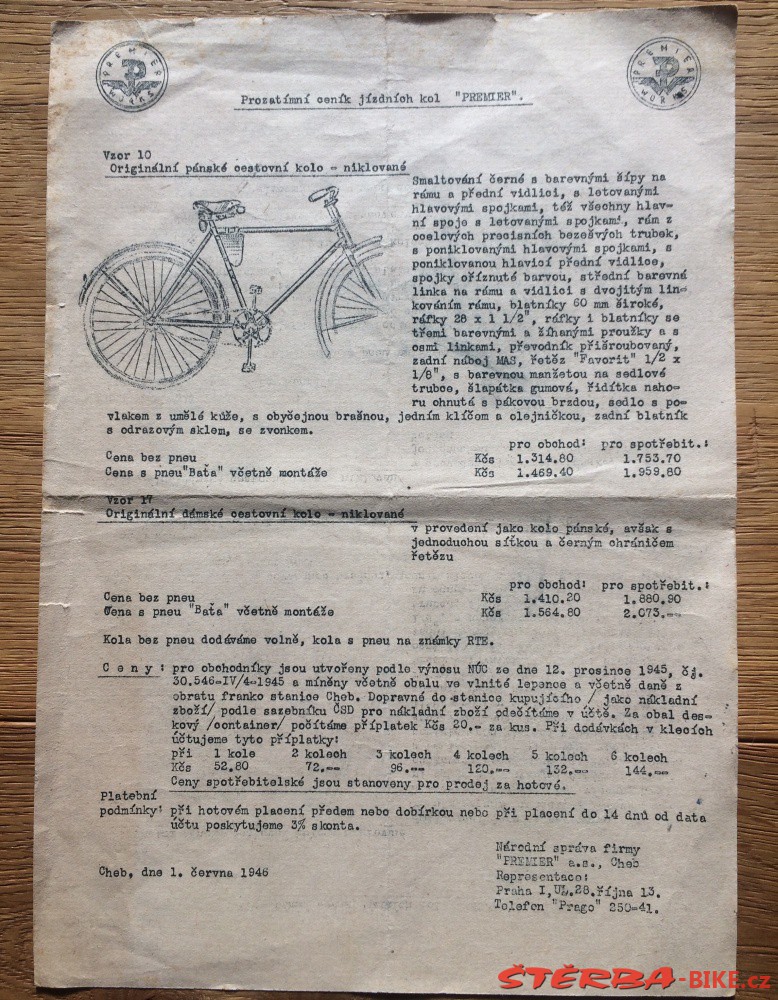 PREMIER WORKS
PREMIER WORKS
Prozatímní ceník jízdních kol "PREMIER".
Vzor 10
Originální pánské cestovní kolo - niklované
Smaltování černé s barevnými šípy na
rámu a přední vidlici, s letovanými
hlavovými spojkami, též všechny hlav-
ní spoje s letovanými spojkami, rám z
ocelových precisních bezešvých trubek,
s poniklovanými hlavovými spojkami, s
poniklovanou hlavicí přední vidlice,
spojky oříznuté barvou, střední barevná
linka na rámu a vidlici s dvojitým lin-
kováním rámu, blatníky 60 mm široké,
ráfky 28 x 1 1/2", ráfky i blatníky se
třemi barevnými a žíhanými proužky a s
osmi linkami, převodník přišroubovaný,
zadní náboj MAS, řetěz "Favorit" 1/2 x
1/8", s barevnou manžetou na sedlové
trubce, šlapátka gumová, řidítka naho-
ru ohnutá s pákovou brzdou, sedlo s po-
vlakem z umělé kůže, s obyčejnou brašnou, jedním klíčem a olejničkou, zadní blatník
s odrazovým sklem, se zvonkem.
pro obchod: pro spotřebit.:
Cena bez pneu Kčs 1.314.80 1.753.70
Cena s pneu"Baťa" včetně montáže Kčs 1.469.40 1.959.80
Vzor 17
Originální dámské cestovní kolo - niklované
v provedení jako kolo pánské, avšak s
jednoduchou síťkou a černým chráničem
řetězu
pro obchod: pro spotřebit.:
Cena bez pneu Kčs 1.410.20 1.880.90
Cena s pneu "Baťa" včetně montáže Kčs 1.564.80 2.073.--
Kola bez pneu dodáváme volně, kola s pneu na známky RTE.
C e n y : pro obchodníky jsou utvořeny podle výnosu NÚC ze dne 12. prosince 1945, čj.
30.546-IV/4-1945 a míněny včetně obalu ve vlnité lepence a včetně daně z
obratu franko stanice Cheb. Dopravné do stanice kupujícího / jako nákladní
zboží/ podle sazebníku ČSD pro nákladní zboží odečítáme v účtě. Za obal des-
kový /container/ počítáme příplatek Kčs 20.- za kus. Při dodávkách v klecích
účtujeme tyto příplatky:
při 1 kole 2 kolech 3 kolech 4 kolech 5 kolech 6 kolech
Kčs 52.80 72.-- 96.-- 120.-- 132.-- 144.--
Ceny spotřebitelské jsou stanoveny pro prodej za hotové.
Platební
podmínky: při hotovém placení předem nebo dobírkou nebo při placení do 14 dnů od data
účtu poskytujeme 3% skonta.
Národní správa firmy
"PREMIER" a.s., Cheb
Cheb, dne 1. června 1946
Representace:
Praha I,Ul.28.října 13.
Telefon "Prago" 250-41.
ŠTĚRBA-BIKE.cz